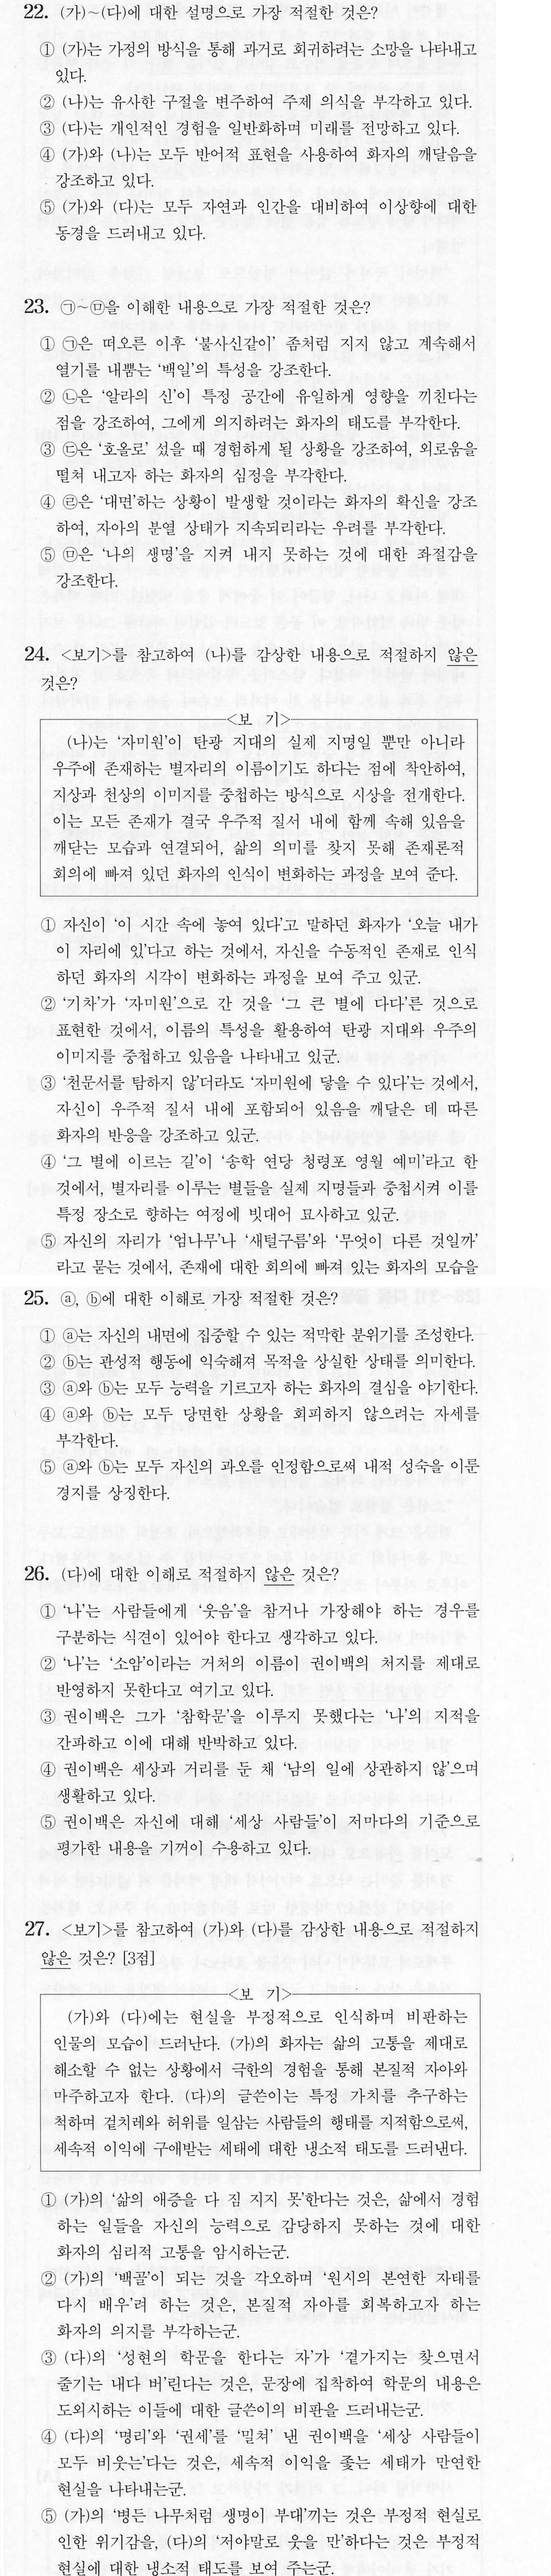 22. (가)~(다)에 대한 설명으로 가장 적절한 것은?
① (가)는 가정의 방식을 통해 과거로 회귀하려는 소망을 나타내고
있다.
② (나)는 유사한 구절을 변주하여 주제 의식을 부각하고 있다.
③ (다)는 개인적인 경험을 일반화하며 미래를 전망하고 있다.
④ (가)와 (나)는 모두 반어적 표현을 사용하여 화자의 깨달음을
강조하고 있다.
⑤ (가)와 (다)는 모두 자연과 인간을 대비하여 이상향에 대한
동경을 드러내고 있다.
23. ㉠~㉤을 이해한 내용으로 가장 적절한 것은?
① ㉠은 떠오른 이후 ‘불사신같이’ 좀처럼 지지 않고 계속해서
열기를 내뿜는 ‘백일’의 특성을 강조한다.
② ㉡은 ‘알라의 신’이 특정 공간에 유일하게 영향을 끼친다는
점을 강조하여, 그에게 의지하려는 화자의 태도를 부각한다.
③ ㉢은 ‘호올로’ 섰을 때 경험하게 될 상황을 강조하여, 외로움을
떨쳐 내고자 하는 화자의 심정을 부각한다.
④ ㉣은 ‘대면’하는 상황이 발생할 것이라는 화자의 확신을 강조
하여, 자아의 분열 상태가 지속되리라는 우려를 부각한다.
⑤ ㉤은 ‘나의 생명’을 지켜 내지 못하는 것에 대한 좌절감을
강조한다.
24. <보기>를 참고하여 (나)를 감상한 내용으로 적절하지 않은
것은?
<보 기>
(나)는 ‘자미원’이 탄광 지대의 실제 지명일 뿐만 아니라
우주에 존재하는 별자리의 이름이기도 하다는 점에 착안하여,
지상과 천상의 이미지를 중첩하는 방식으로 시상을 전개한다.
이는 모든 존재가 결국 우주적 질서 내에 함께 속해 있음을
깨닫는 모습과 연결되어, 삶의 의미를 찾지 못해 존재론적
회의에 빠져 있던 화자의 인식이 변화하는 과정을 보여 준다.
① 자신이 ‘이 시간 속에 놓여 있다’고 말하던 화자가 ‘오늘 내가
이 자리에 있’다고 하는 것에서, 자신을 수동적인 존재로 인식
하던 화자의 시각이 변화하는 과정을 보여 주고 있군.
② ‘기차’가 ‘자미원’으로 간 것을 ‘그 큰 별에 다다’른 것으로
표현한 것에서, 이름의 특성을 활용하여 탄광 지대와 우주의
이미지를 중첩하고 있음을 나타내고 있군.
③ ‘천문서를 탐하지 않’더라도 ‘자미원에 닿을 수 있다’는 것에서,
자신이 우주적 질서 내에 포함되어 있음을 깨달은 데 따른
화자의 반응을 강조하고 있군.
④ ‘그 별에 이르는 길’이 ‘송학 연당 청령포 영월 예미’라고 한
것에서, 별자리를 이루는 별들을 실제 지명들과 중첩시켜 이를
특정 장소로 향하는 여정에 빗대어 묘사하고 있군.
⑤ 자신의 자리가 ‘엄나무’나 ‘새털구름’과 ‘무엇이 다른 것일까’
라고 묻는 것에서, 존재에 대한 회의에 빠져 있는 화자의 모습을
25. ⓐ, ⓑ에 대한 이해로 가장 적절한 것은?
① ⓐ는 자신의 내면에 집중할 수 있는 적막한 분위기를 조성한다.
② ⓑ는 관성적 행동에 익숙해져 목적을 상실한 상태를 의미한다.
③ ⓐ와 ⓑ는 모두 능력을 기르고자 하는 화자의 결심을 야기한다.
④ ⓐ와 ⓑ는 모두 당면한 상황을 회피하지 않으려는 자세를
부각한다.
⑤ ⓐ와 ⓑ는 모두 자신의 과오를 인정함으로써 내적 성숙을 이룬
경지를 상징한다.
26. (다)에 대한 이해로 적절하지 않은 것은?
① ‘나’는 사람들에게 ‘웃음’을 참거나 가장해야 하는 경우를
구분하는 식견이 있어야 한다고 생각하고 있다.
② ‘나’는 ‘소암’이라는 거처의 이름이 권이백의 처지를 제대로
반영하지 못한다고 여기고 있다.
③ 권이백은 그가 ‘참학문’을 이루지 못했다는 ‘나’의 지적을
간파하고 이에 대해 반박하고 있다.
④ 권이백은 세상과 거리를 둔 채 ‘남의 일에 상관하지 않’으며
생활하고 있다.
⑤ 권이백은 자신에 대해 ‘세상 사람들’이 저마다의 기준으로
평가한 내용을 기꺼이 수용하고 있다.
27. <보기>를 참고하여 (가)와 (다)를 감상한 내용으로 적절하지
않은 것은? [3점]
<보 기>
(가)와 (다)에는 현실을 부정적으로 인식하며 비판하는
인물의 모습이 드러난다. (가)의 화자는 삶의 고통을 제대로
해소할 수 없는 상황에서 극한의 경험을 통해 본질적 자아와
마주하고자 한다. (다)의 글쓴이는 특정 가치를 추구하는
척하며 겉치레와 허위를 일삼는 사람들의 행태를 지적함으로써,
세속적 이익에 구애받는 세태에 대한 냉소적 태도를 드러낸다.
① (가)의 ‘삶의 애증을 다 짐 지지 못’한다는 것은, 삶에서 경험
하는 일들을 자신의 능력으로 감당하지 못하는 것에 대한
화자의 심리적 고통을 암시하는군.
② (가)의 ‘백골’이 되는 것을 각오하며 ‘원시의 본연한 자태를
다시 배우’려 하는 것은, 본질적 자아를 회복하고자 하는
화자의 의지를 부각하는군.
③ (다)의 ‘성현의 학문을 한다는 자’가 ‘곁가지는 찾으면서
줄기는 내다 버’린다는 것은, 문장에 집착하여 학문의 내용은
도외시하는 이들에 대한 글쓴이의 비판을 드러내는군.
④ (다)의 ‘명리’와 ‘권세’를 ‘밀쳐’ 낸 권이백을 ‘세상 사람들이
모두 비웃는’다는 것은, 세속적 이익을 좇는 세태가 만연한
현실을 나타내는군.
⑤ (가)의 ‘병든 나무처럼 생명이 부대’끼는 것은 부정적 현실로
인한 위기감을, (다)의 ‘저야말로 웃을 만’하다는 것은 부정적
현실에 대한 냉소적 태도를 보여 주는군.